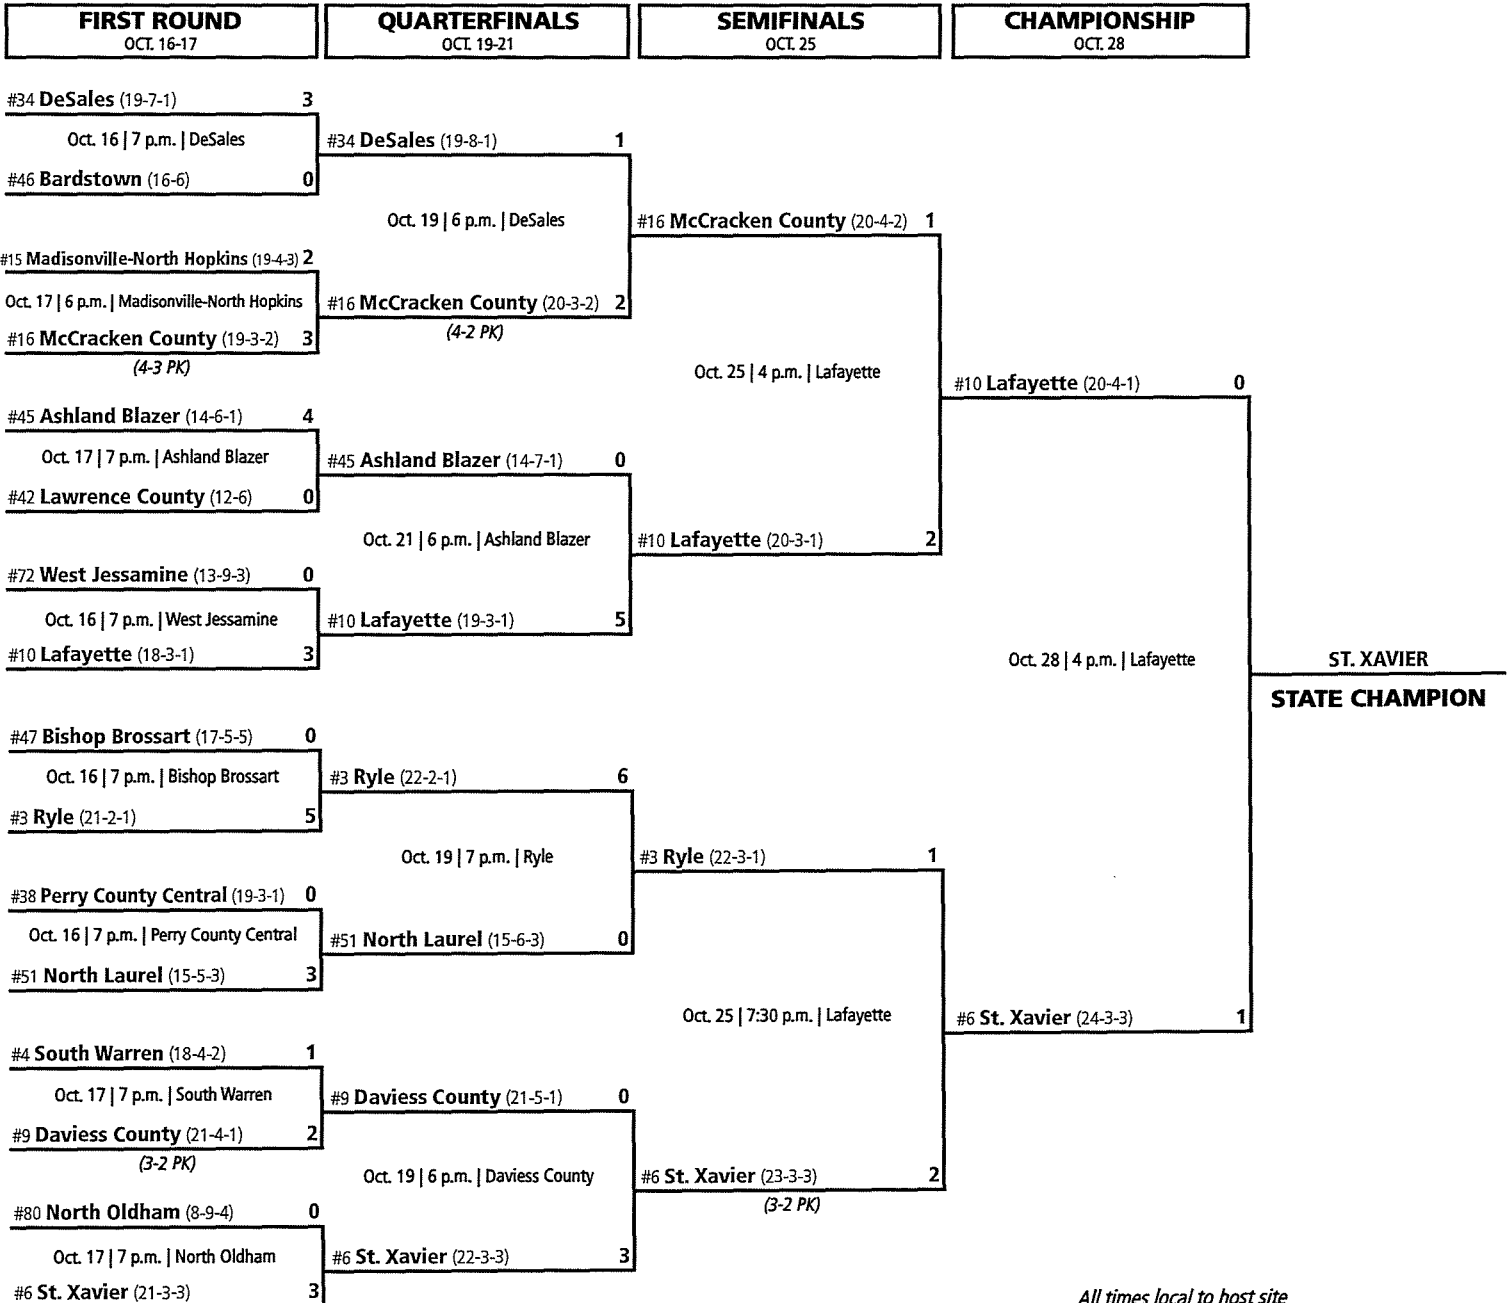 FIRST ROUND
OCT. 16-17
QUARTERFINALS
OCT. 19-21
SEMIFINALS
OCT. 25
CHAMPIONSHIP
OCT. 28
#34 DeSales (19-7-1) 3
Oct. 16 | 7 p.m. | DeSales
#46 Bardstown (16-6) 0
#15 Madisonville-North Hopkins (19-4-3) 2
Oct. 17 | 6 p.m. | Madisonville-North Hopkins
#16 McCracken County (19-3-2) 3
(4-3 PK)
#45 Ashland Blazer (14-6-1) 4
Oct. 17 | 7 p.m. | Ashland Blazer
#42 Lawrence County (12-6) 0
#72 West Jessamine (13-9-3) 0
Oct. 16 | 7 p.m. | West Jessamine
#10 Lafayette (18-3-1) 3
#47 Bishop Brossart (17-5-5) 0
Oct. 16 | 7 p.m. | Bishop Brossart
#3 Ryle (21-2-1) 5
#38 Perry County Central (19-3-1) 0
Oct. 16 | 7 p.m. | Perry County Central
#51 North Laurel (15-5-3) 3
#4 South Warren (18-4-2) 1
Oct. 17 | 7 p.m. | South Warren
#9 Daviess County (21-4-1) 2
(3-2 PK)
#80 North Oldham (8-9-4) 0
Oct. 17 | 7 p.m. | North Oldham
#6 St. Xavier (21-3-3) 3
#34 DeSales (19-8-1) 1
Oct. 19 | 6 p.m. | DeSales
#16 McCracken County (20-3-2) 2
(4-2 PK)
#45 Ashland Blazer (14-7-1) 0
Oct. 21 | 6 p.m. | Ashland Blazer
#10 Lafayette (19-3-1) 5
#3 Ryle (22-2-1) 6
Oct. 19 | 7 p.m. | Ryle
#51 North Laurel (15-6-3) 0
#9 Daviess County (21-5-1) 0
Oct. 19 | 6 p.m. | Daviess County
#6 St. Xavier (22-3-3) 3
#16 McCracken County (20-4-2) 1
Oct. 25 | 4 p.m. | Lafayette
#10 Lafayette (20-3-1) 2
#3 Ryle (22-3-1) 1
Oct. 25 | 7:30 p.m. | Lafayette
#6 St. Xavier (23-3-3) 2
(3-2 PK)
#10 Lafayette (20-4-1) 0
Oct. 28 | 4 p.m. | Lafayette
#6 St. Xavier (24-3-3) 1
ST. XAVIER
STATE CHAMPION
All times local to host site